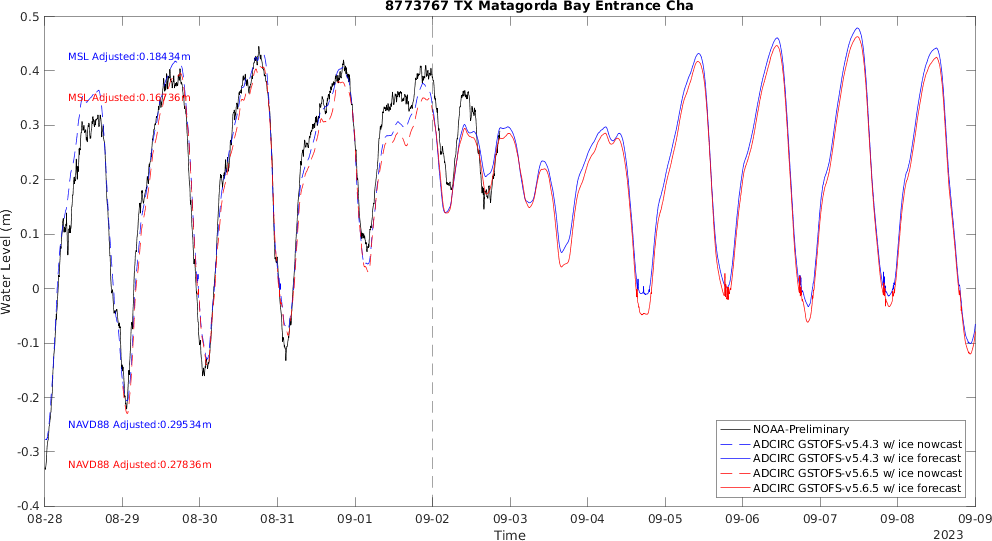 8773767 TX Matagorda Bay Entrance Cha
0.5
0.4
0.3
0.2
0.1
0
-0.1
-0.2
-0.3
-0.4
Water Level (m)
MSL Adjusted:0.18434m
MSL Adjusted:0.16736m
NAVD88 Adjusted:0.29534m
NAVD88 Adjusted:0.27836m
NOAA-Preliminary
ADCIRC GSTOFS-v5.4.3 w/ ice nowcast
ADCIRC GSTOFS-v5.4.3 w/ ice forecast
ADCIRC GSTOFS-v5.6.5 w/ ice nowcast
ADCIRC GSTOFS-v5.6.5 w/ ice forecast
08-28 08-29 08-30 08-31 09-01 09-02 09-03 09-04 09-05 09-06 09-07 09-08 09-09
Time
2023